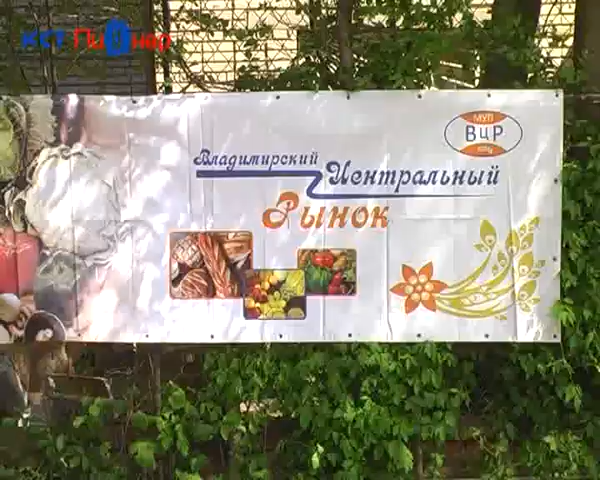 КСТ Пионер
МУП
ВЦР
Владимирский
Центральный
Рынок